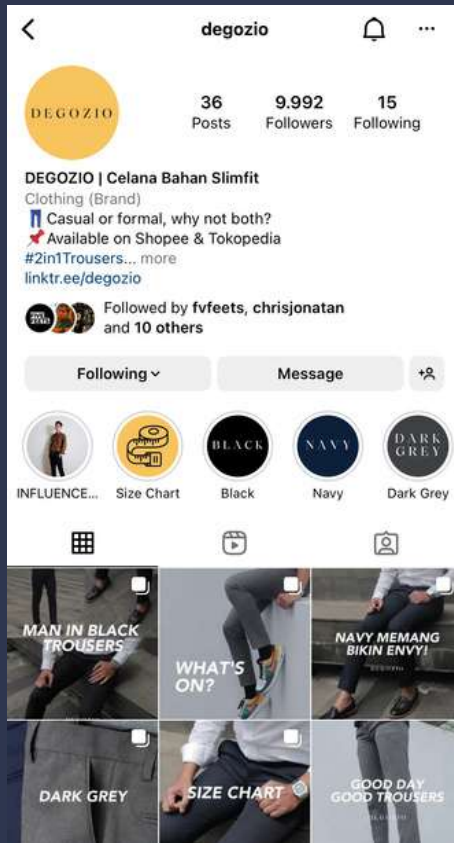 degozio
DEGOZIO
36 9.992 15
Posts Followers Following
DEGOZIO | Celana Bahan Slimfit
Clothing (Brand)
Casual or formal, why not both?
Available on Shopee & Tokopedia
#2in1Trousers... more
linktr.ee/degozio
Followed by fvfeets, chrisjonatan
and 10 others
Following Message
BLACK NAVY DARK
GREY
INFLUENCE... Size Chart Black Navy Dark Grey
MAN IN BLACK
TROUSERS
WHAT'S
ON?
NAVY MEMANG
BIKIN ENVY!
DEGOZIO
DARK GREY
SIZE CHART
GOOD DAY
GOOD TROUSERS
DEGOZIO